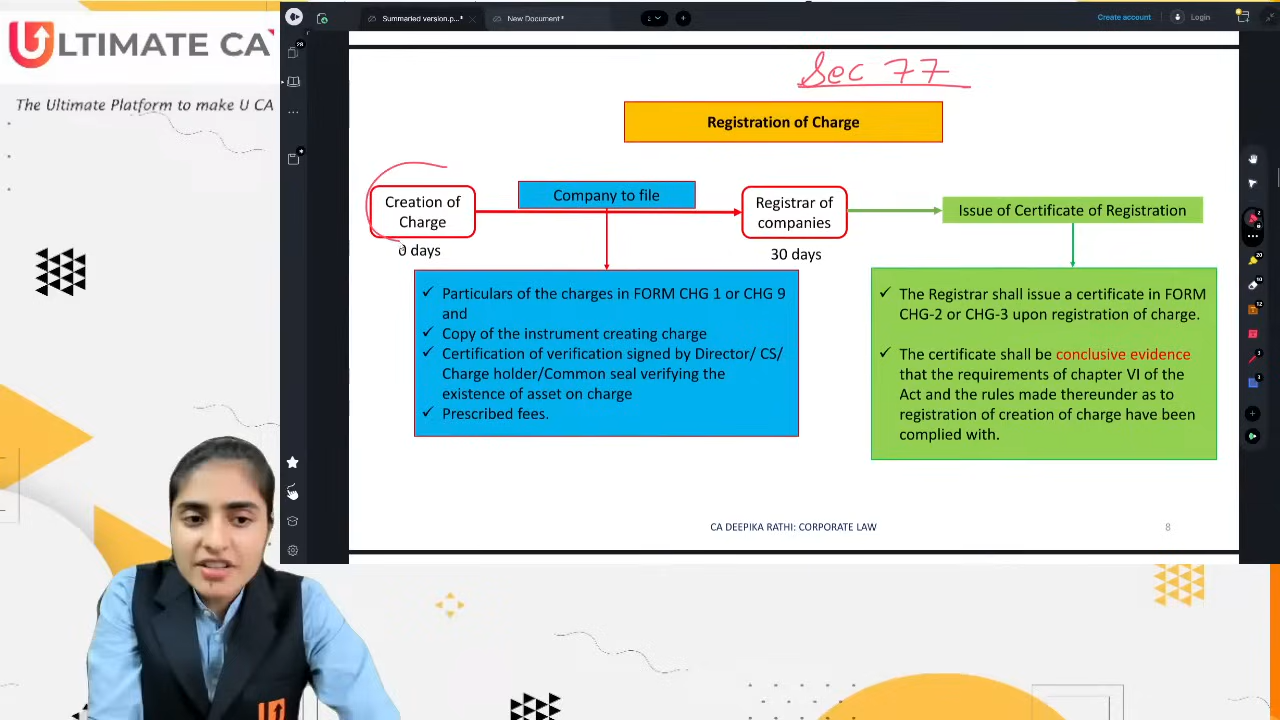 ULTIMATE CA
The Ultimate Platform to make U CA
Summaried version.p...*
New Document*
2
Create account
Login
Sec 77
Registration of Charge
Creation of
Charge
Company to file
Registrar of
companies
Issue of Certificate of Registration
0 days
30 days
✓ Particulars of the charges in FORM CHG 1 or CHG 9
and
✓ Copy of the instrument creating charge
✓ Certification of verification signed by Director/ CS/
Charge holder/Common seal verifying the
existence of asset on charge
✓ Prescribed fees.
✓ The Registrar shall issue a certificate in FORM
CHG-2 or CHG-3 upon registration of charge.
✓ The certificate shall be conclusive evidence
that the requirements of chapter VI of the
Act and the rules made thereunder as to
registration of creation of charge have been
complied with.
CA DEEPIKA RATHI: CORPORATE LAW
8